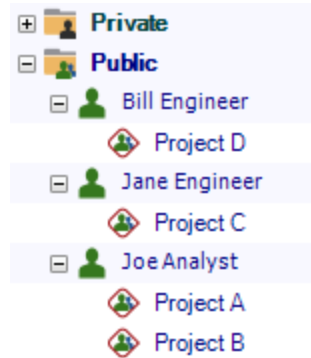 Private
Public
Bill Engineer
Project D
Jane Engineer
Project C
Joe Analyst
Project A
Project B